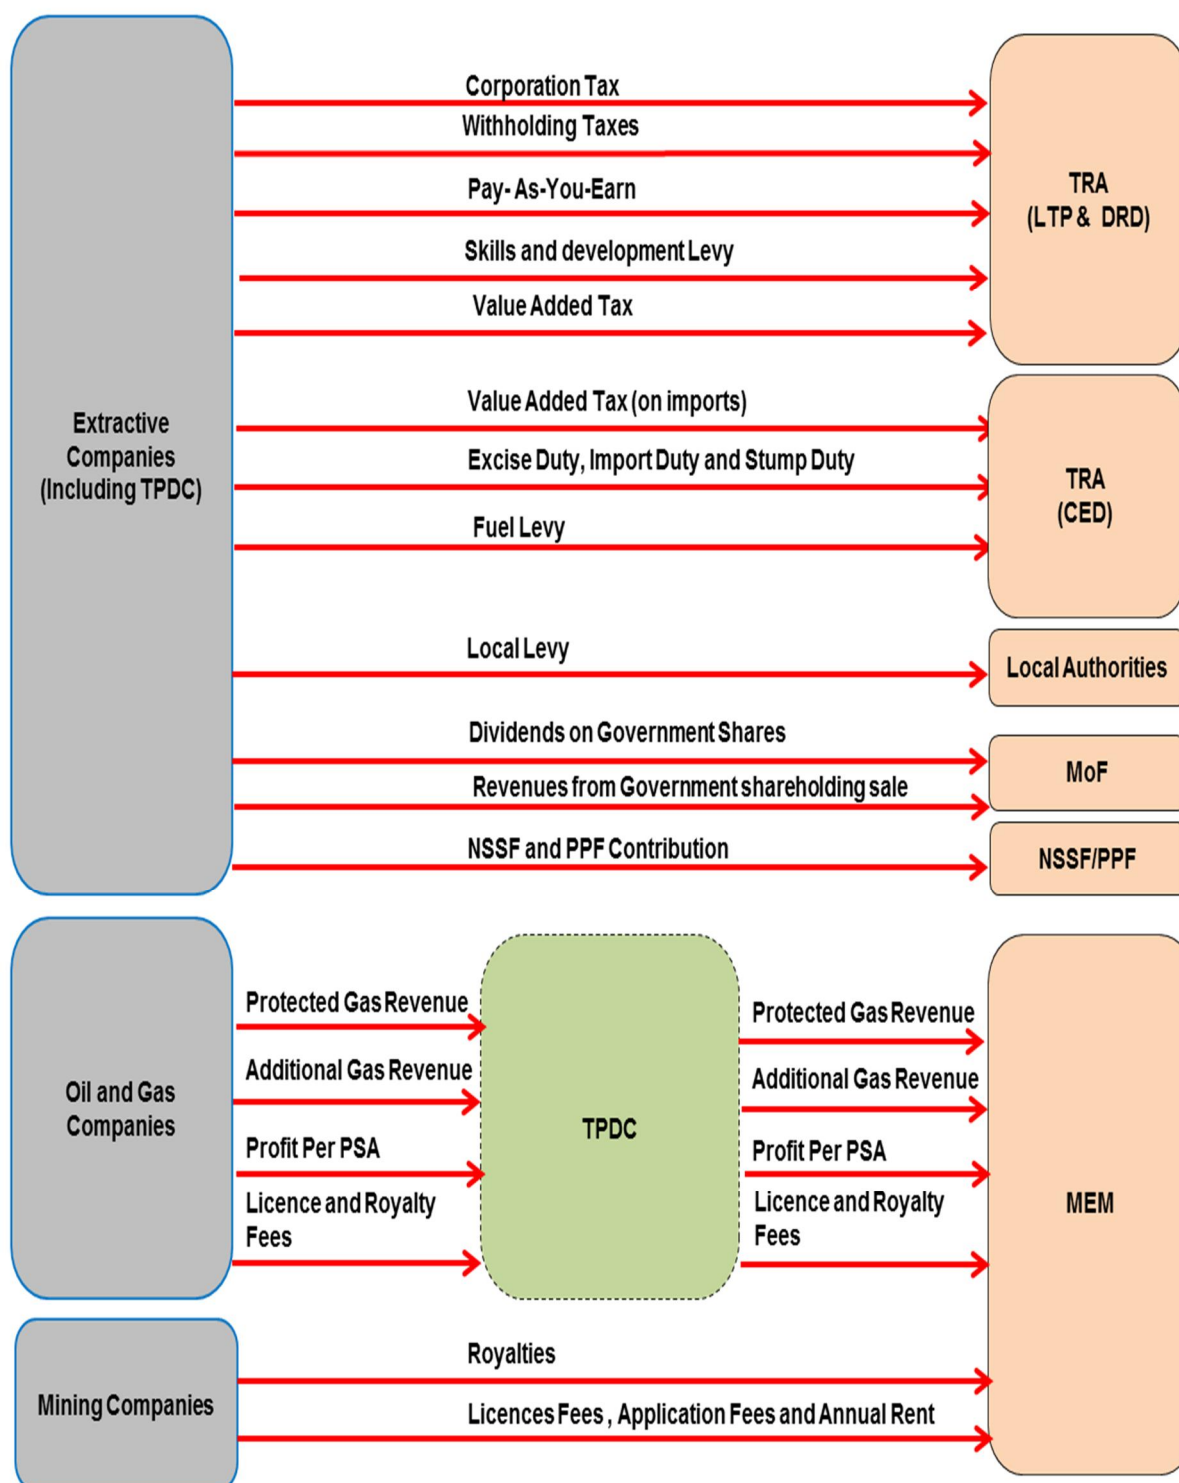 Corporation Tax
Withholding Taxes
Pay- As-You-Earn
Skills and development Levy
Value Added Tax
TRA
(LTP & DRD)
Extractive
Companies
(Including TPDC)
Value Added Tax (on imports)
Excise Duty, Import Duty and Stump Duty
Fuel Levy
TRA
(CED)
Local Levy
Local Authorities
Dividends on Government Shares
Revenues from Government shareholding sale
MoF
NSSF and PPF Contribution
NSSF/PPF
Oil and Gas
Companies
Protected Gas Revenue
Additional Gas Revenue
Profit Per PSA
Licence and Royalty
Fees
TPDC
Protected Gas Revenue
Additional Gas Revenue
Profit Per PSA
Licence and Royalty
Fees
MEM
Mining Companies
Royalties
Licences Fees , Application Fees and Annual Rent